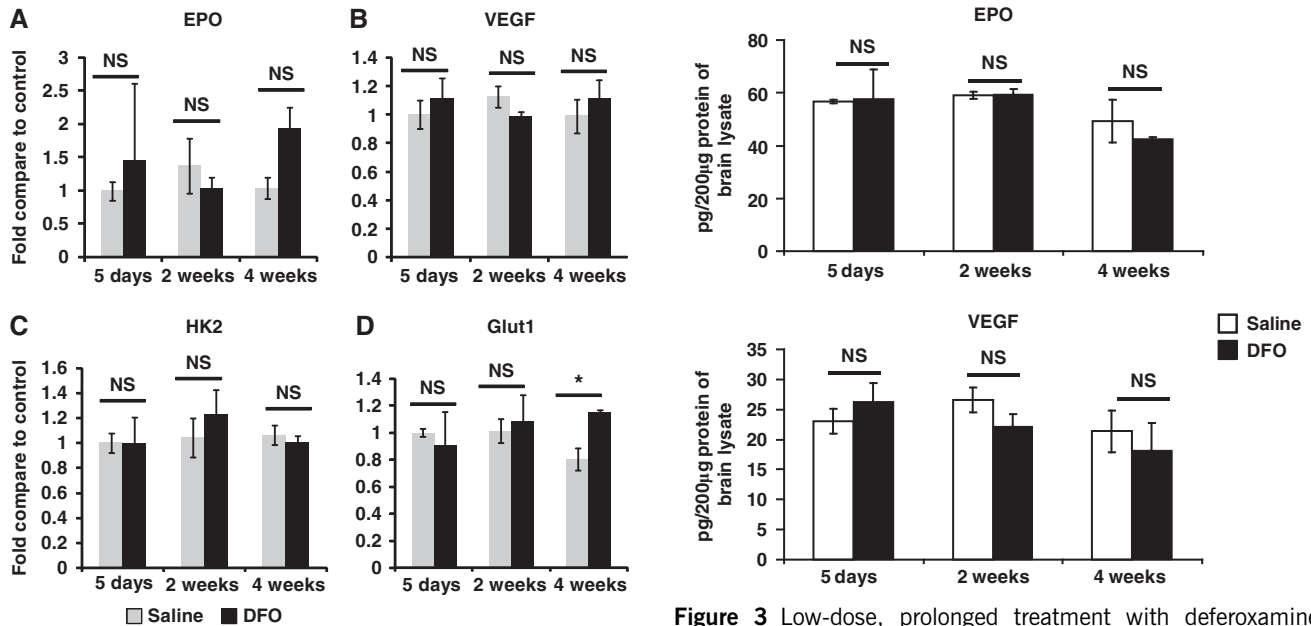 A
EPO
Fold compare to control
3
2.5
2
1.5
1
0.5
0
NS
NS
NS
5 days 2 weeks 4 weeks
B
VEGF
1.4
1.2
1
0.8
0.6
0.4
0.2
0
NS
NS
NS
5 days 2 weeks 4 weeks
C
HK2
Fold compare to control
1.6
1.4
1.2
1
0.8
0.6
0.4
0.2
0
NS
NS
NS
5 days 2 weeks 4 weeks
D
Glut1
1.4
1.2
1
0.8
0.6
0.4
0.2
0
NS
NS
*
5 days 2 weeks 4 weeks
Saline DFO
EPO
pg/200µg protein of
brain lysate
80
60
40
20
0
NS
NS
NS
5 days 2 weeks 4 weeks
VEGF
pg/200µg protein of
brain lysate
35
30
25
20
15
10
5
0
NS
NS
NS
5 days 2 weeks 4 weeks
Saline
DFO
Figure 3 Low-dose, prolonged treatment with deferoxamine